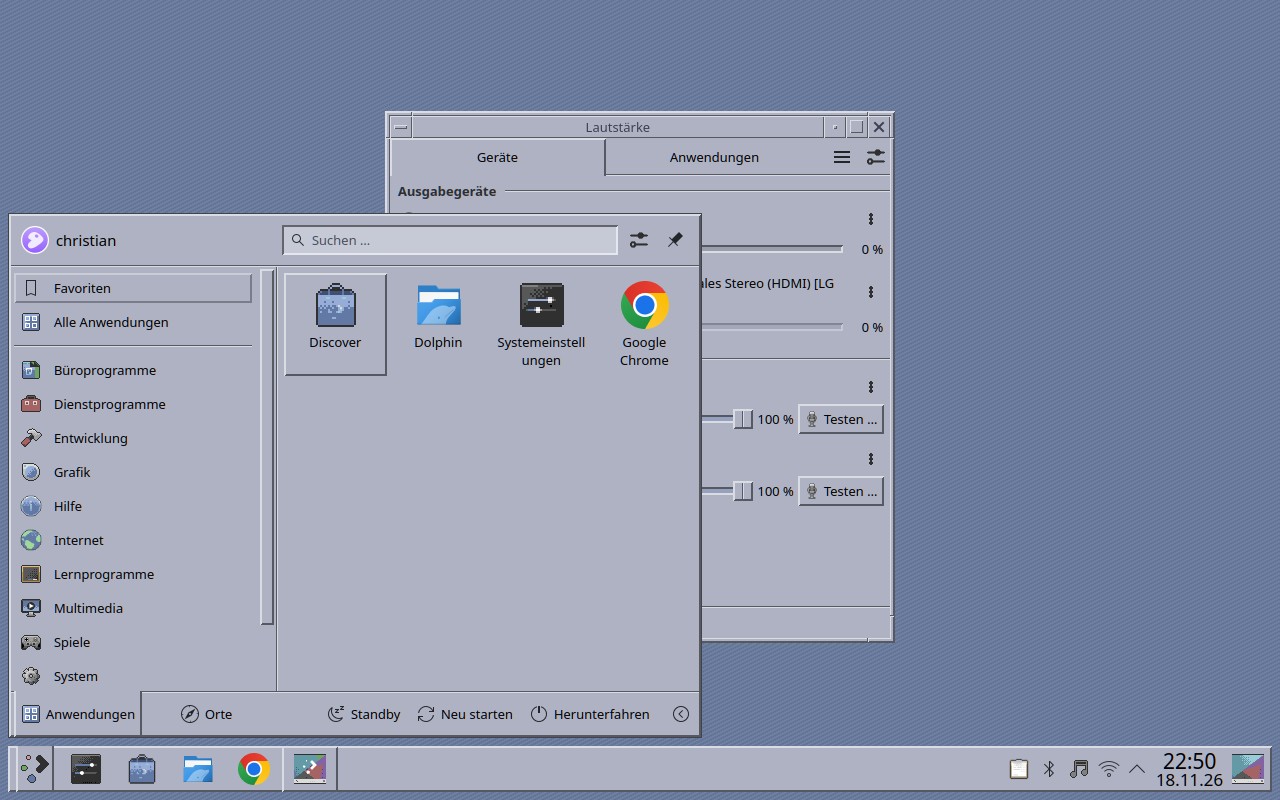 Lautstärke
Geräte
Anwendungen
Ausgabegeräte
0 %
ales Stereo (HDMI) [LG
0 %
100 %
Testen ...
100 %
Testen ...
christian
Suchen ...
Favoriten
Alle Anwendungen
Büroprogramme
Dienstprogramme
Entwicklung
Grafik
Hilfe
Internet
Lernprogramme
Multimedia
Spiele
System
Discover
Dolphin
Systemeinstell
ungen
Google
Chrome
Anwendungen
Orte
Standby
Neu starten
Herunterfahren
22:50
18.11.26